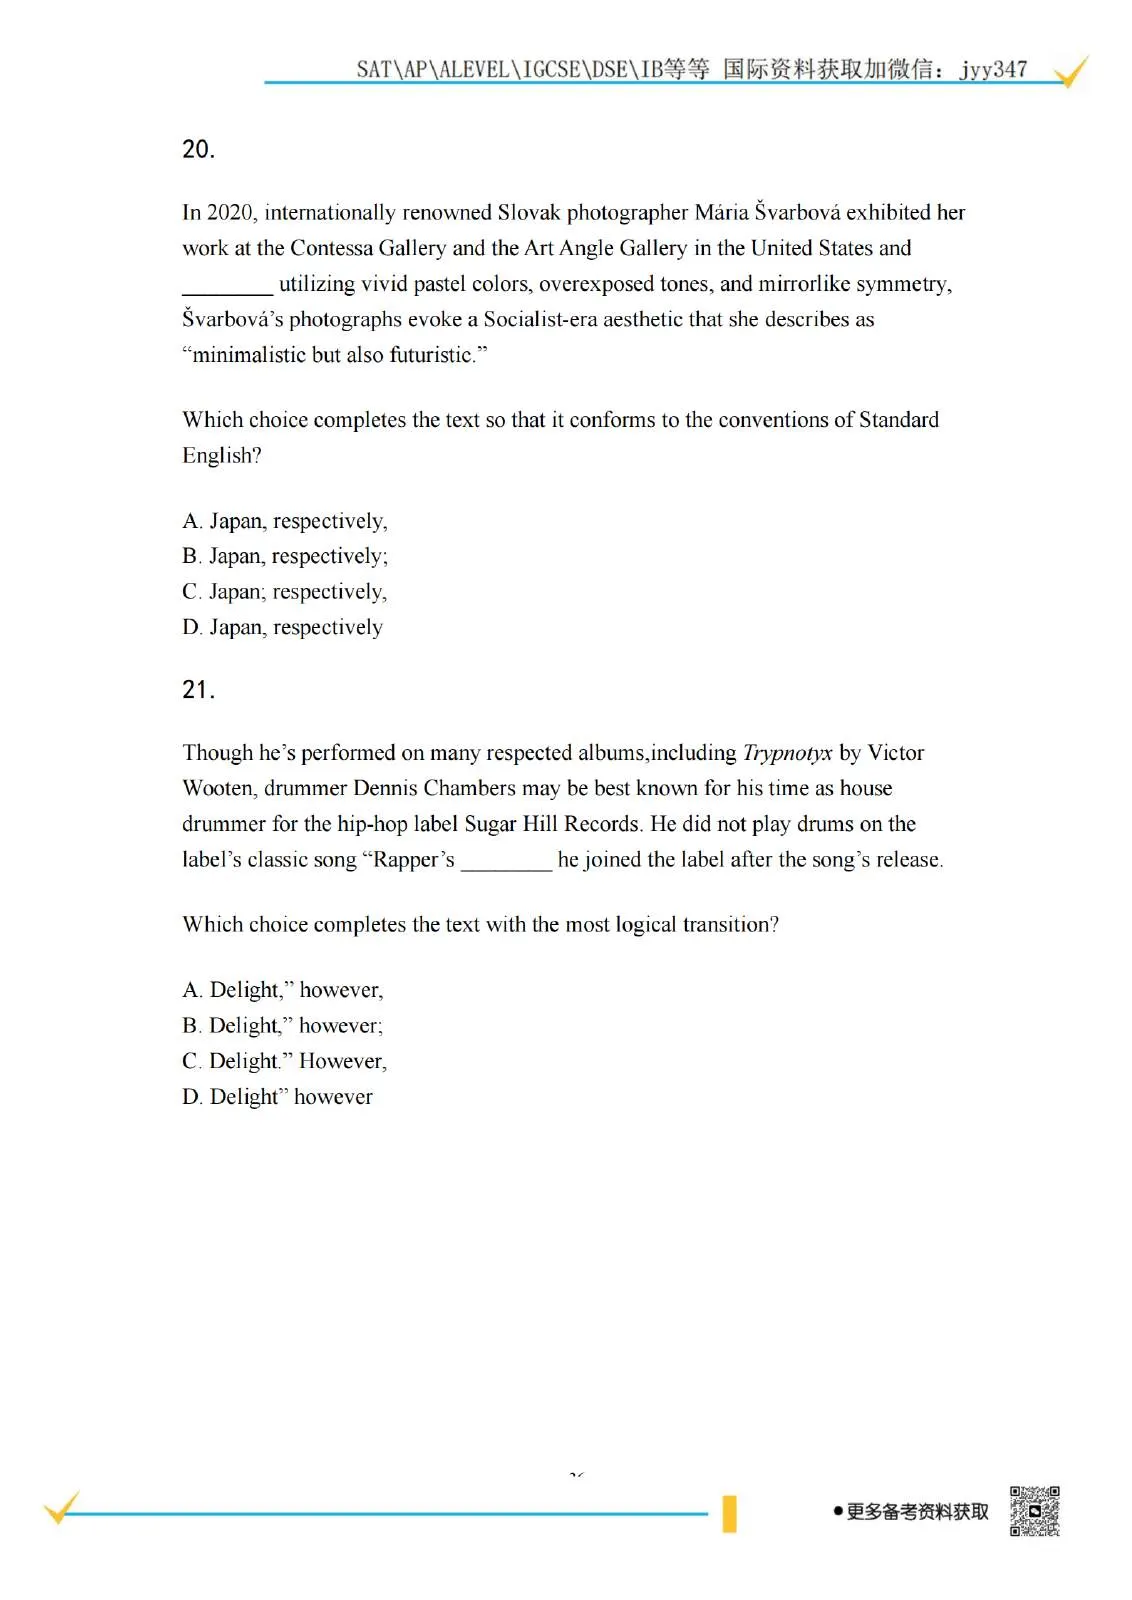 SAT\AP\ALEVEL\IGCSE\DSE\IB等等 国际资料获取加微信：jyy347
20.
In 2020, internationally renowned Slovak photographer Mária Švarbová exhibited her
work at the Contessa Gallery and the Art Angle Gallery in the United States and
________ utilizing vivid pastel colors, overexposed tones, and mirrorlike symmetry,
Švarbová’s photographs evoke a Socialist-era aesthetic that she describes as
“minimalistic but also futuristic.”
Which choice completes the text so that it conforms to the conventions of Standard
English?
A. Japan, respectively,
B. Japan, respectively;
C. Japan; respectively,
D. Japan, respectively
21.
Though he’s performed on many respected albums,including Trypnotyx by Victor
Wooten, drummer Dennis Chambers may be best known for his time as house
drummer for the hip-hop label Sugar Hill Records. He did not play drums on the
label’s classic song “Rapper’s ________ he joined the label after the song’s release.
Which choice completes the text with the most logical transition?
A. Delight,” however,
B. Delight,” however;
C. Delight.” However,
D. Delight” however
●更多备考资料获取